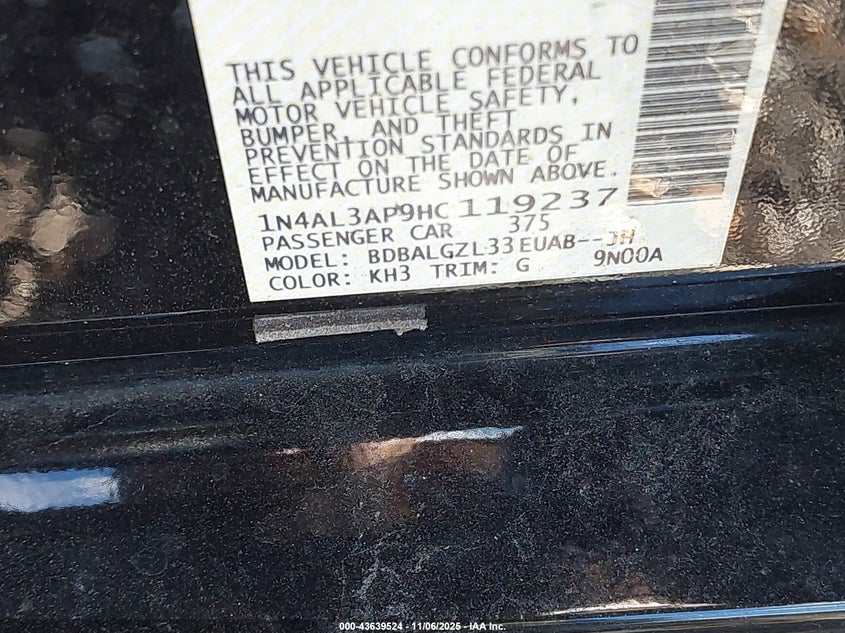 THIS VEHICLE CONFORMS TO
ALL APPLICABLE FEDERAL
MOTOR VEHICLE SAFETY,
BUMPER, AND THEFT
PREVENTION STANDARDS IN
EFFECT ON THE DATE OF
MANUFACTURE SHOWN ABOVE.
1N4AL3AP9HC119237
PASSENGER CAR 375
MODEL: BDBALGZL33EUAB--JH
COLOR: KH3 TRIM: G 9N00A
000-43639524 - 11/06/2025 - IAA Inc.